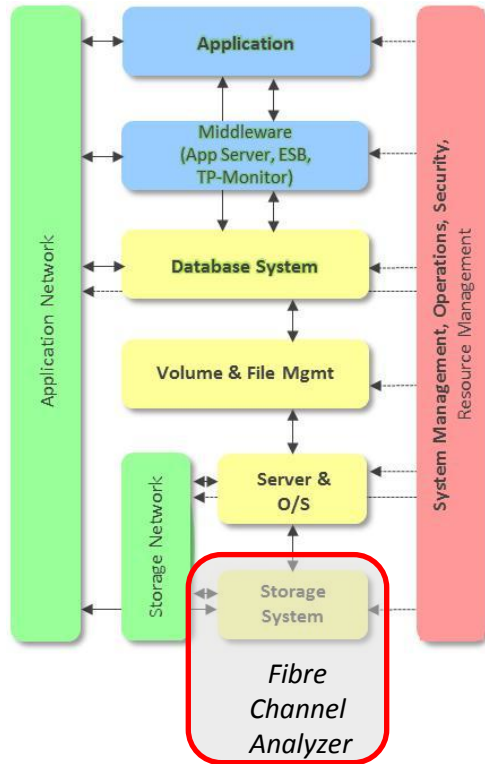 Application
Middleware
(App Server, ESB,
TP-Monitor)
Database System
Volume & File Mgmt
Server &
O/S
Storage
System
Fibre
Channel
Analyzer
Application Network
Storage Network
System Management, Operations, Security,
Resource Management